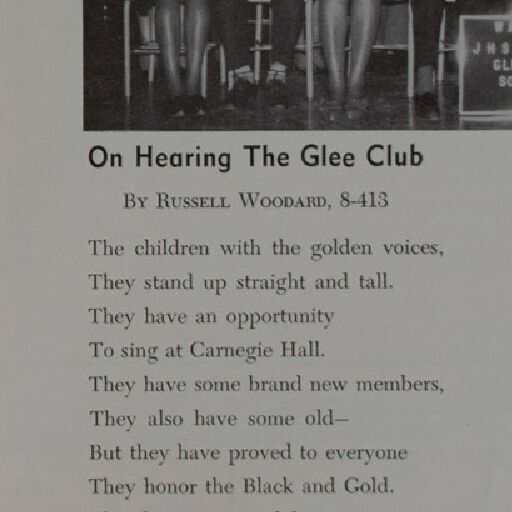 J H S
GL
SC
On Hearing The Glee Club
By Russell Woodard, 8-413
The children with the golden voices,
They stand up straight and tall.
They have an opportunity
To sing at Carnegie Hall.
They have some brand new members,
They also have some old—
But they have proved to everyone
They honor the Black and Gold.